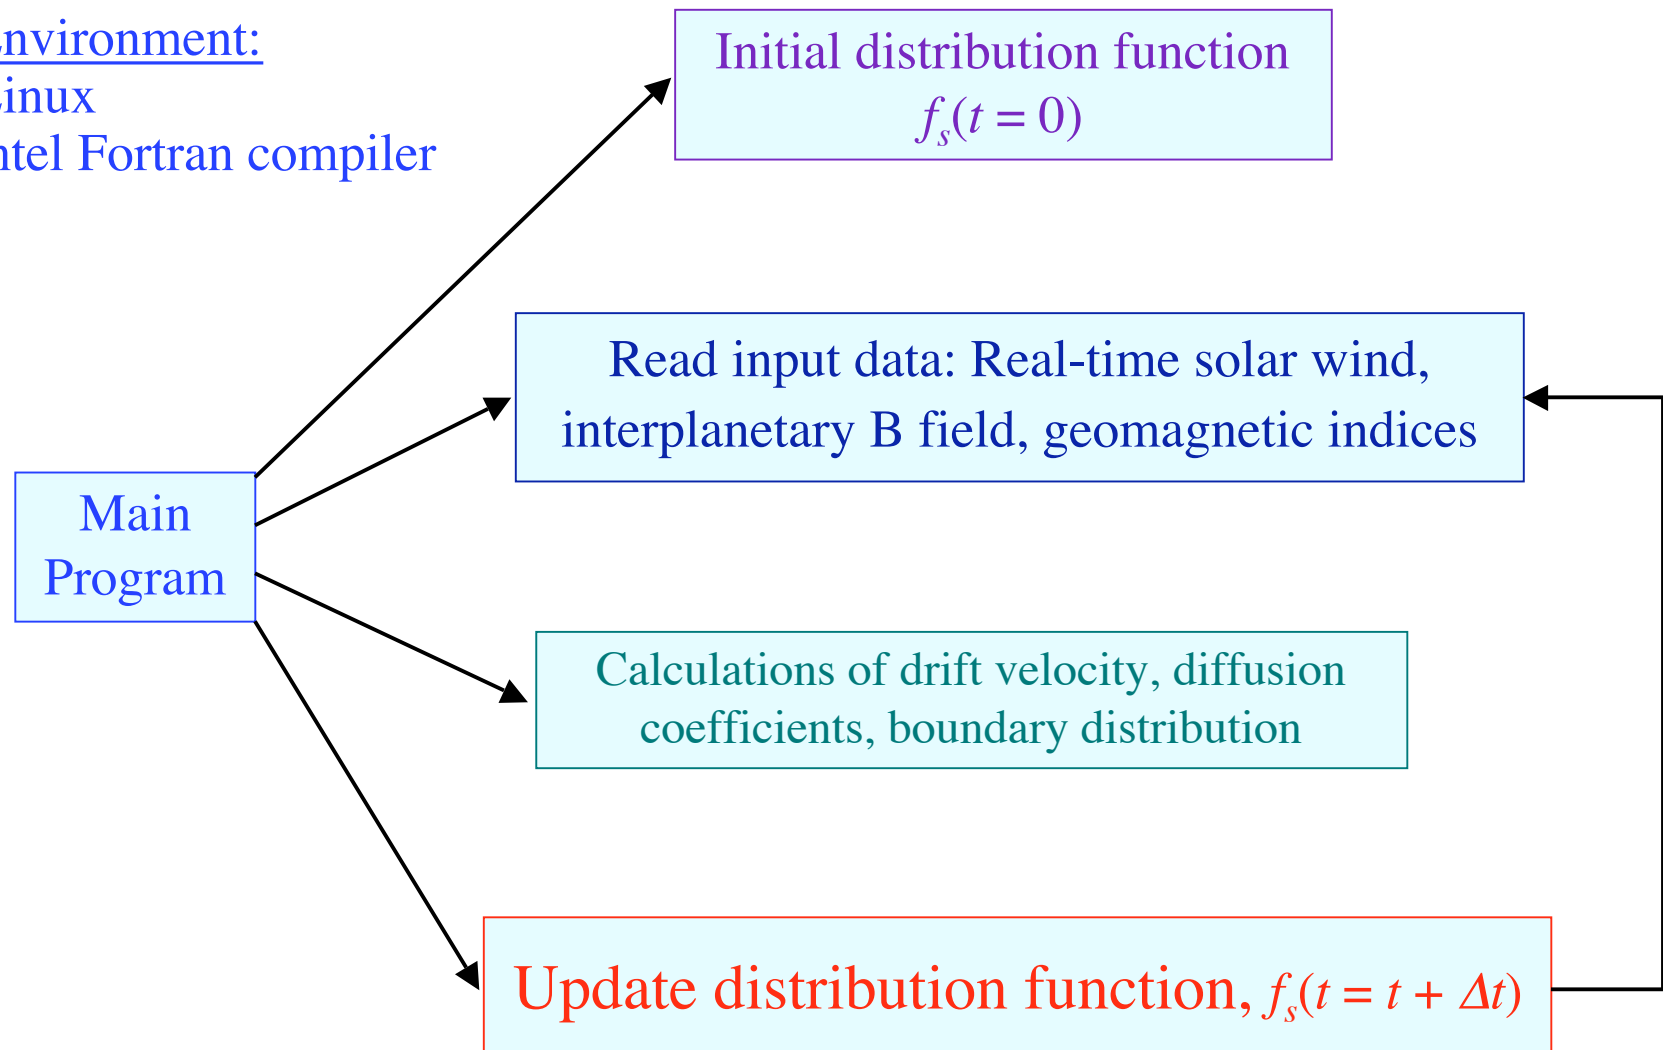 nvironment:
inux
ntel Fortran compiler
Initial distribution function
fₛ(t = 0)
Read input data: Real-time solar wind,
interplanetary B field, geomagnetic indices
Main
Program
Calculations of drift velocity, diffusion
coefficients, boundary distribution
Update distribution function, fₛ(t = t + Δt)